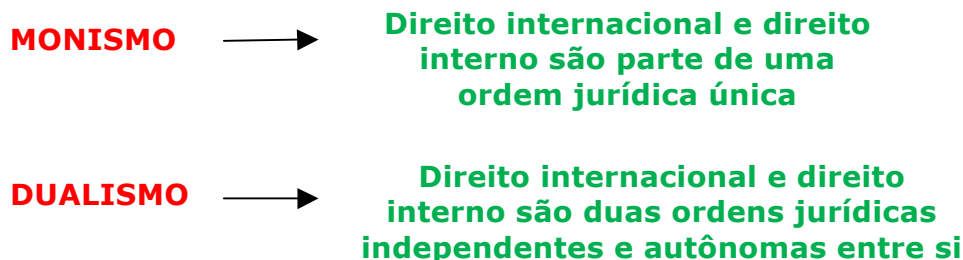 MONISMO
Direito internacional e direito
interno são parte de uma
ordem jurídica única
DUALISMO
Direito internacional e direito
interno são duas ordens jurídicas
independentes e autônomas entre si